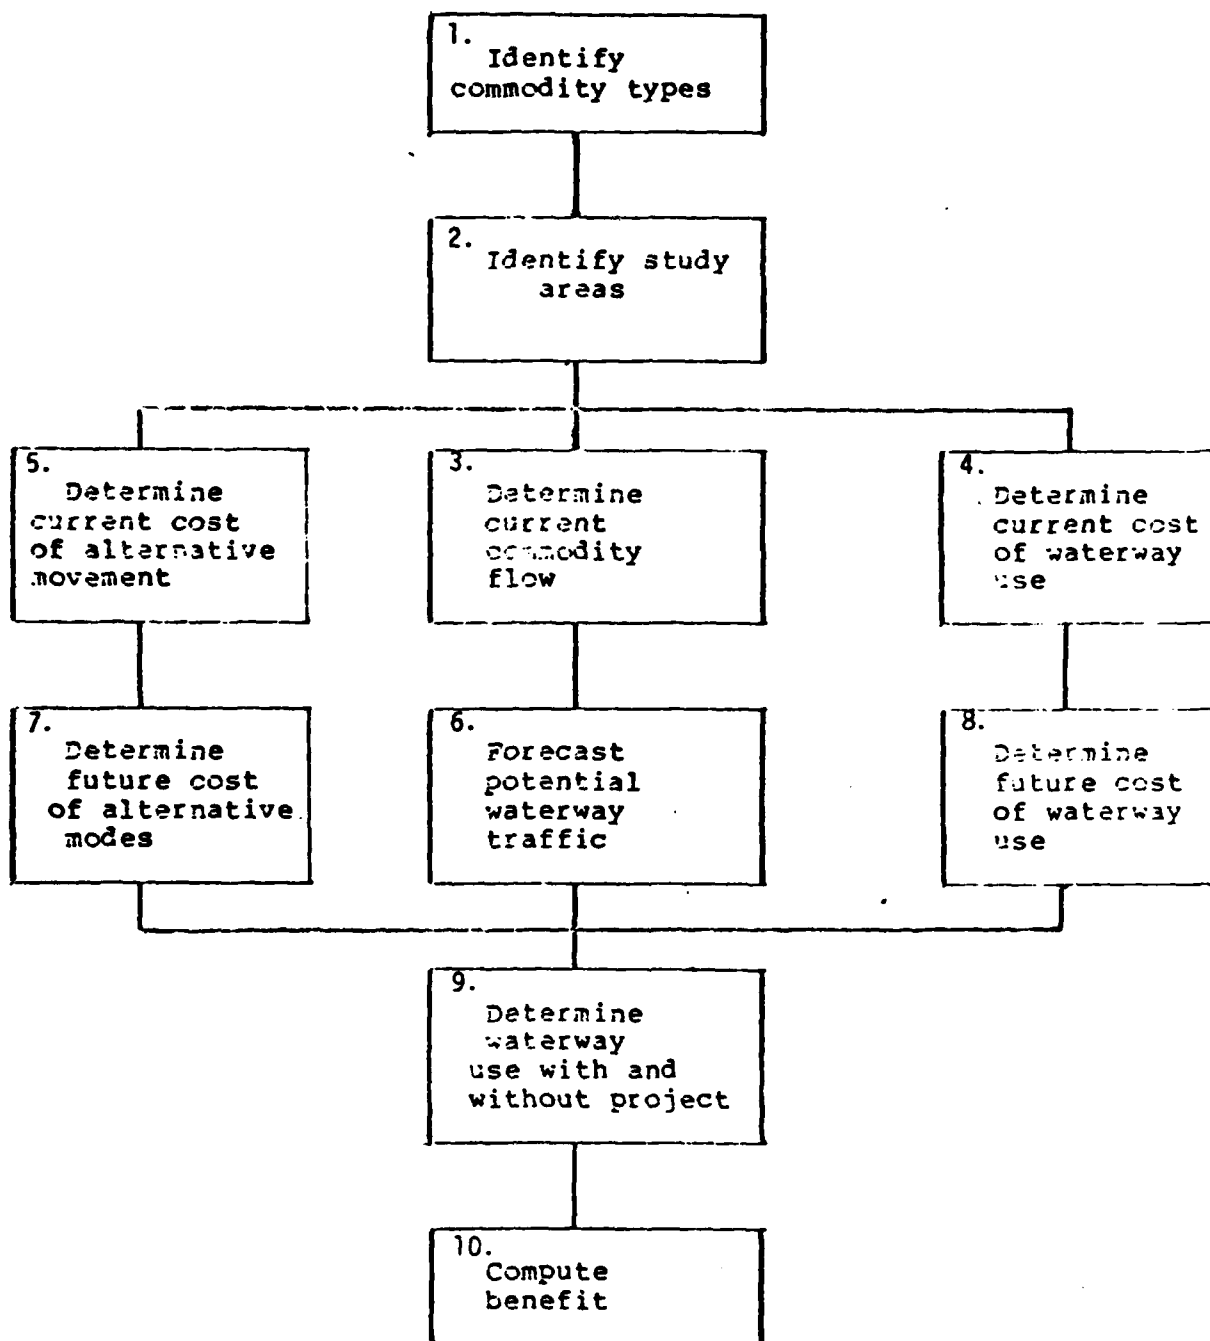 1.
Identify
commodity types
2.
Identify study
areas
5.
Determine
current cost
of alternative
movement
3.
Determine
current
commodity
flow
4.
Determine
current cost
of waterway
use
7.
Determine
future cost
of alternative
modes
6.
Forecast
potential
waterway
traffic
8.
Determine
future cost
of waterway
use
9.
Determine
waterway
use with and
without project
10.
Compute
benefit